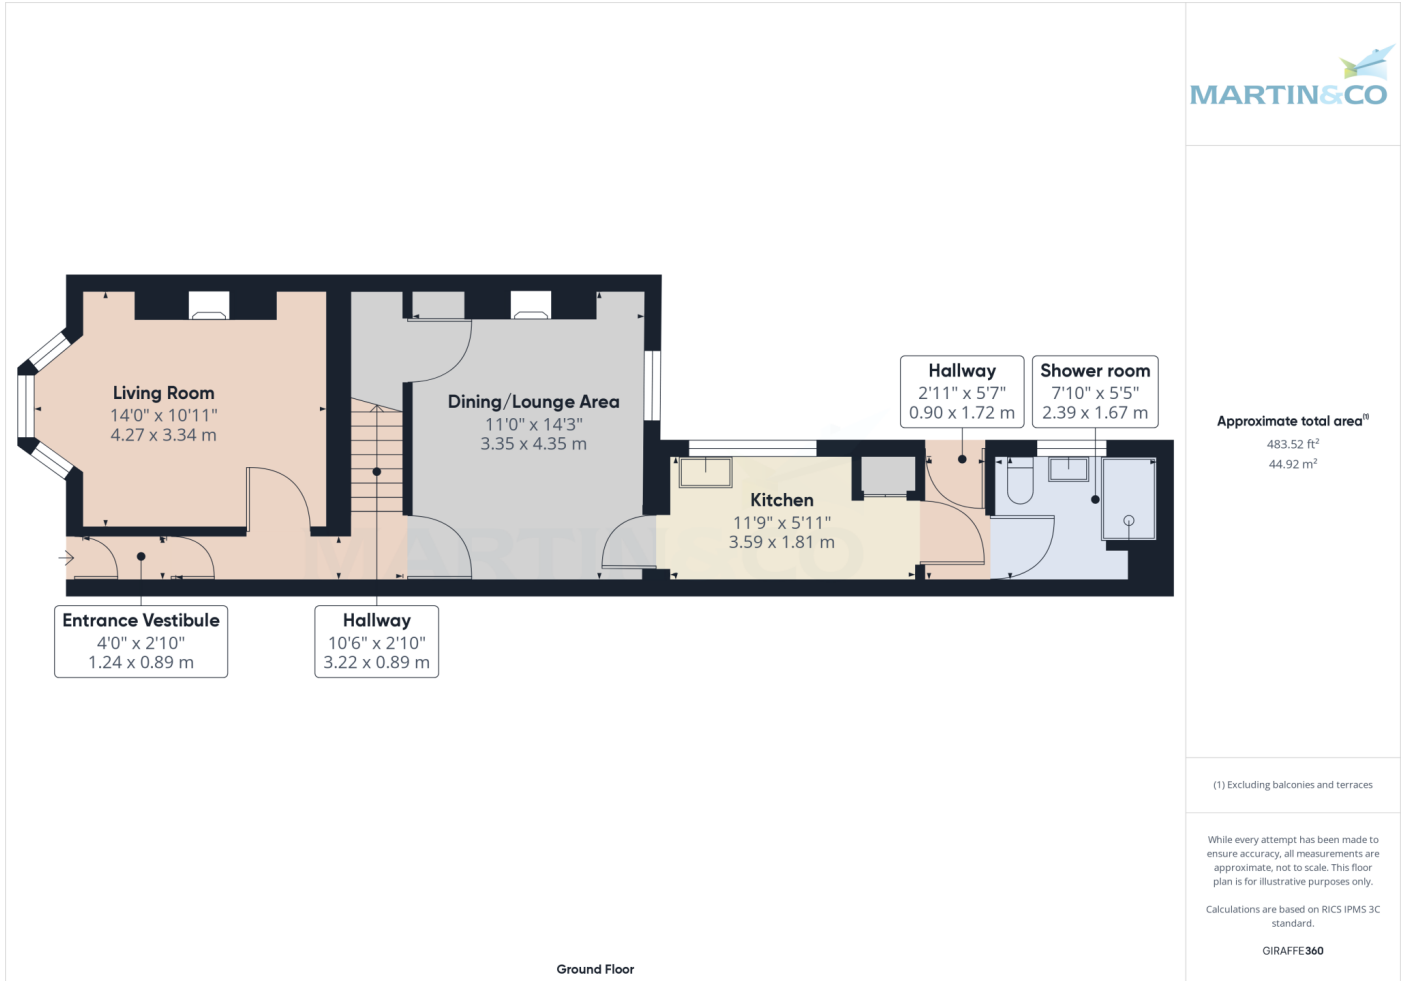 MARTIN&CO
Living Room
14'0" x 10'11"
4.27 x 3.34 m
Dining/Lounge Area
11'0" x 14'3"
3.35 x 4.35 m
Kitchen
11'9" x 5'11"
3.59 x 1.81 m
Hallway
2'11" x 5'7"
0.90 x 1.72 m
Shower room
7'10" x 5'5"
2.39 x 1.67 m
Entrance Vestibule
4'0" x 2'10"
1.24 x 0.89 m
Hallway
10'6" x 2'10"
3.22 x 0.89 m
MARTIN&CO
Ground Floor
Approximate total area(1)
483.52 ft²
44.92 m²
(1) Excluding balconies and terraces
While every attempt has been made to
ensure accuracy, all measurements are
approximate, not to scale. This floor
plan is for illustrative purposes only.
Calculations are based on RICS IPMS 3C
standard.
GIRAFFE360